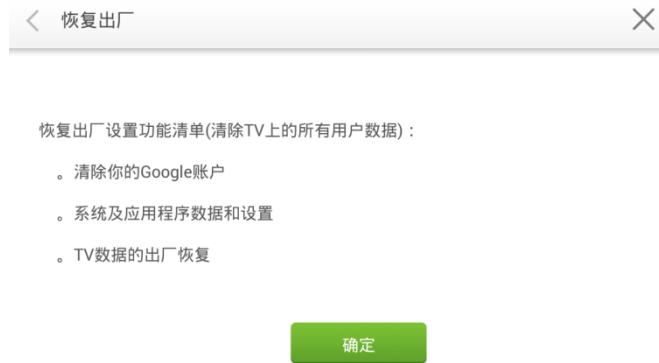 恢复出厂
恢复出厂设置功能清单(清除TV上的所有用户数据)：
。清除你的Google账户
。系统及应用程序数据和设置
。TV数据的出厂恢复
确定